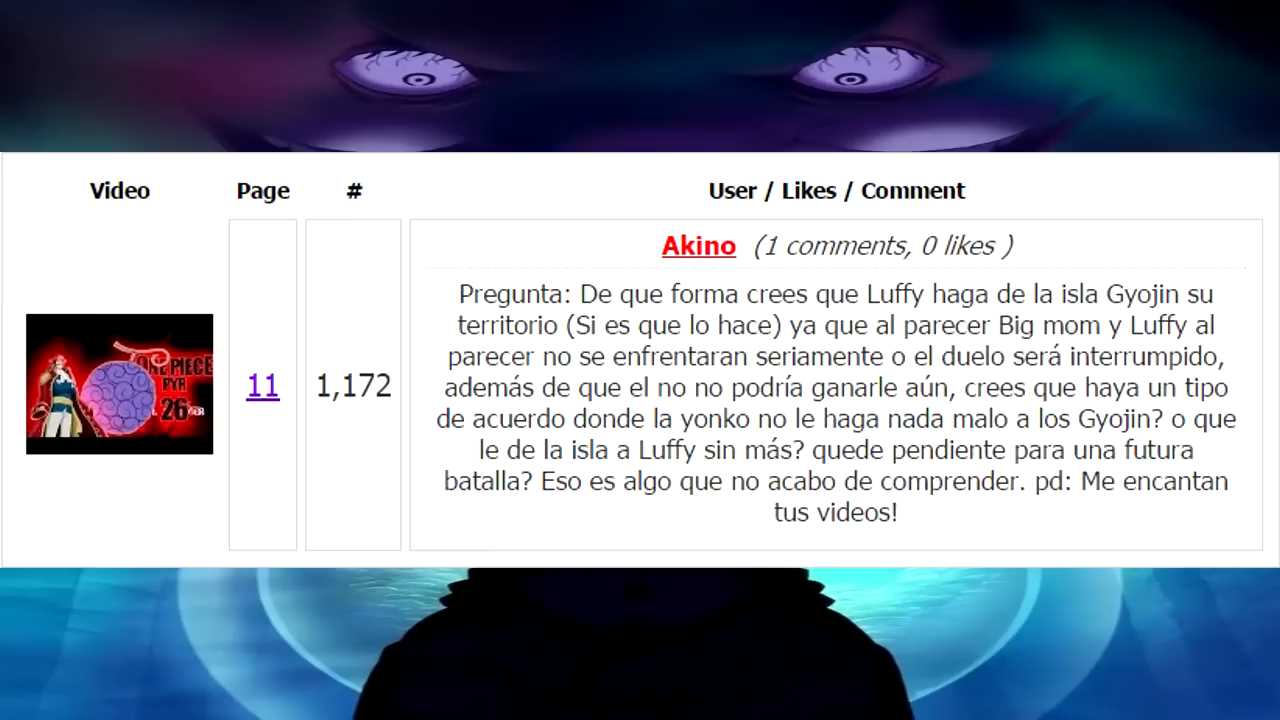 Video Page # User / Likes / Comment
Akino (1 comments, 0 likes )
Pregunta: De que forma crees que Luffy haga de la isla Gyojin su
territorio (Si es que lo hace) ya que al parecer Big mom y Luffy al
parecer no se enfrentaran seriamente o el duelo será interrumpido,
además de que el no no podría ganarle aún, crees que haya un tipo
de acuerdo donde la yonko no le haga nada malo a los Gyojin? o que
le de la isla a Luffy sin más? quede pendiente para una futura
batalla? Eso es algo que no acabo de comprender. pd: Me encantan
tus videos!
11 1,172
ONE PIECE
PYR
26